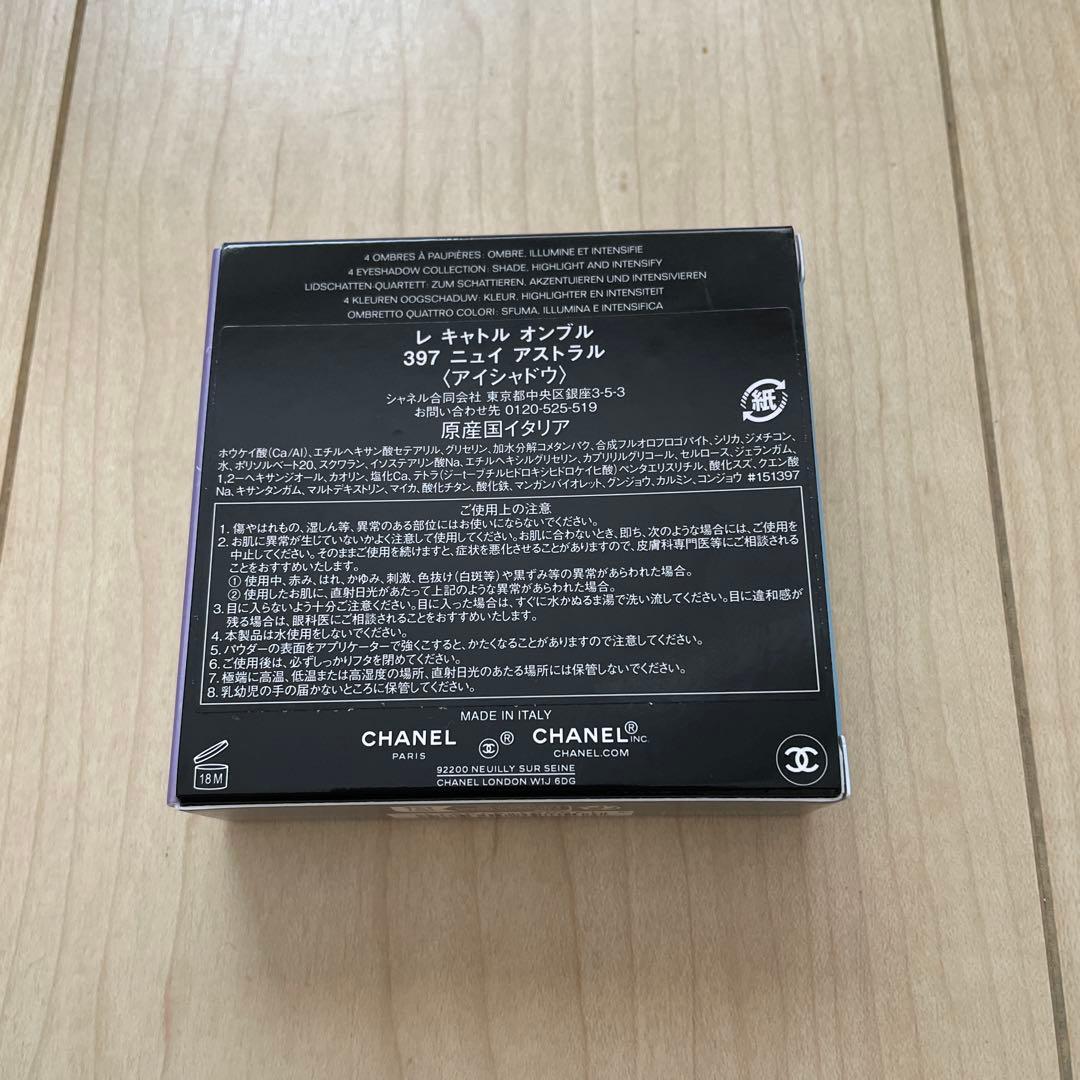 4 OMBRES À PAUPIÈRES : OMBRE, ILLUMINE ET INTENSIFIE
4 EYESHADOW COLLECTION : SHADE, HIGHLIGHT AND INTENSIFY
LIDSCHATTEN-QUARTETT : ZUM SCHATTIEREN, AKZENTUIEREN UND INTENSIVIEREN
4 KLEUREN OOGSCHADUW : KLEUR, HIGHLIGHTER EN INTENSITEIT
OMBRETTO QUATTRO COLORI : SFUMA, ILLUMINA E INTENSIFICA
レ キャトル オンブル
397 ニュイ アストラル
〈アイシャドウ〉
シャネル合同会社 東京都中央区銀座3-5-3
お問い合わせ先 0120-525-519
原産国イタリア
紙
ホウケイ酸(Ca/Al)、エチルヘキサン酸セテアリル、グリセリン、加水分解コメタンパク、合成フルオロフロゴパイト、シリカ、ジメチコン、
水、ポリソルベート20、スクワラン、イソステアリン酸Na、エチルヘキシルグリセリン、カプリリルグリコール、セルロース、ジェランガム、
1,2-ヘキサンジオール、カオリン、塩化Ca、テトラ(ジ-t-ブチルヒドロキシヒドロケイヒ酸)ペンタエリスリチル、酸化スズ、クエン酸
Na、キサンタンガム、マルトデキストリン、マイカ、酸化チタン、酸化鉄、マンガンバイオレット、グンジョウ、カルミン、コンジョウ #151397
ご使用上の注意
1. 傷やはれもの、湿しん等、異常のある部位にはお使いにならないでください。
2. お肌に異常が生じていないかよく注意して使用してください。お肌に合わないとき、即ち、次のような場合には、ご使用を
中止してください。そのままご使用を続けますと、症状を悪化させることがありますので、皮膚科専門医等にご相談される
ことをおすすめいたします。
① 使用中、赤み、はれ、かゆみ、刺激、色抜け(白斑等)や黒ずみ等の異常があらわれた場合。
② 使用したお肌に、直射日光があたって上記のような異常があらわれた場合。
3. 目に入らないよう十分ご注意ください。目に入った場合は、すぐに水かぬるま湯で洗い流してください。目に違和感が
残る場合は、眼科医にご相談されることをおすすめいたします。
4. 本製品は水使用をしないでください。
5. パウダーの表面をアプリケーターで強くこすると、かたくなることがありますので注意してください。
6. ご使用後は、必ずしっかりフタを閉めてください。
7. 極端に高温、低温または高湿度の場所、直射日光のあたる場所には保管しないでください。
8. 乳幼児の手の届かないところに保管してください。
MADE IN ITALY
CHANEL ® CHANEL® INC.
PARIS CHANEL.COM
92200 NEUILLY SUR SEINE
CHANEL LONDON W1J 6DG
18 M